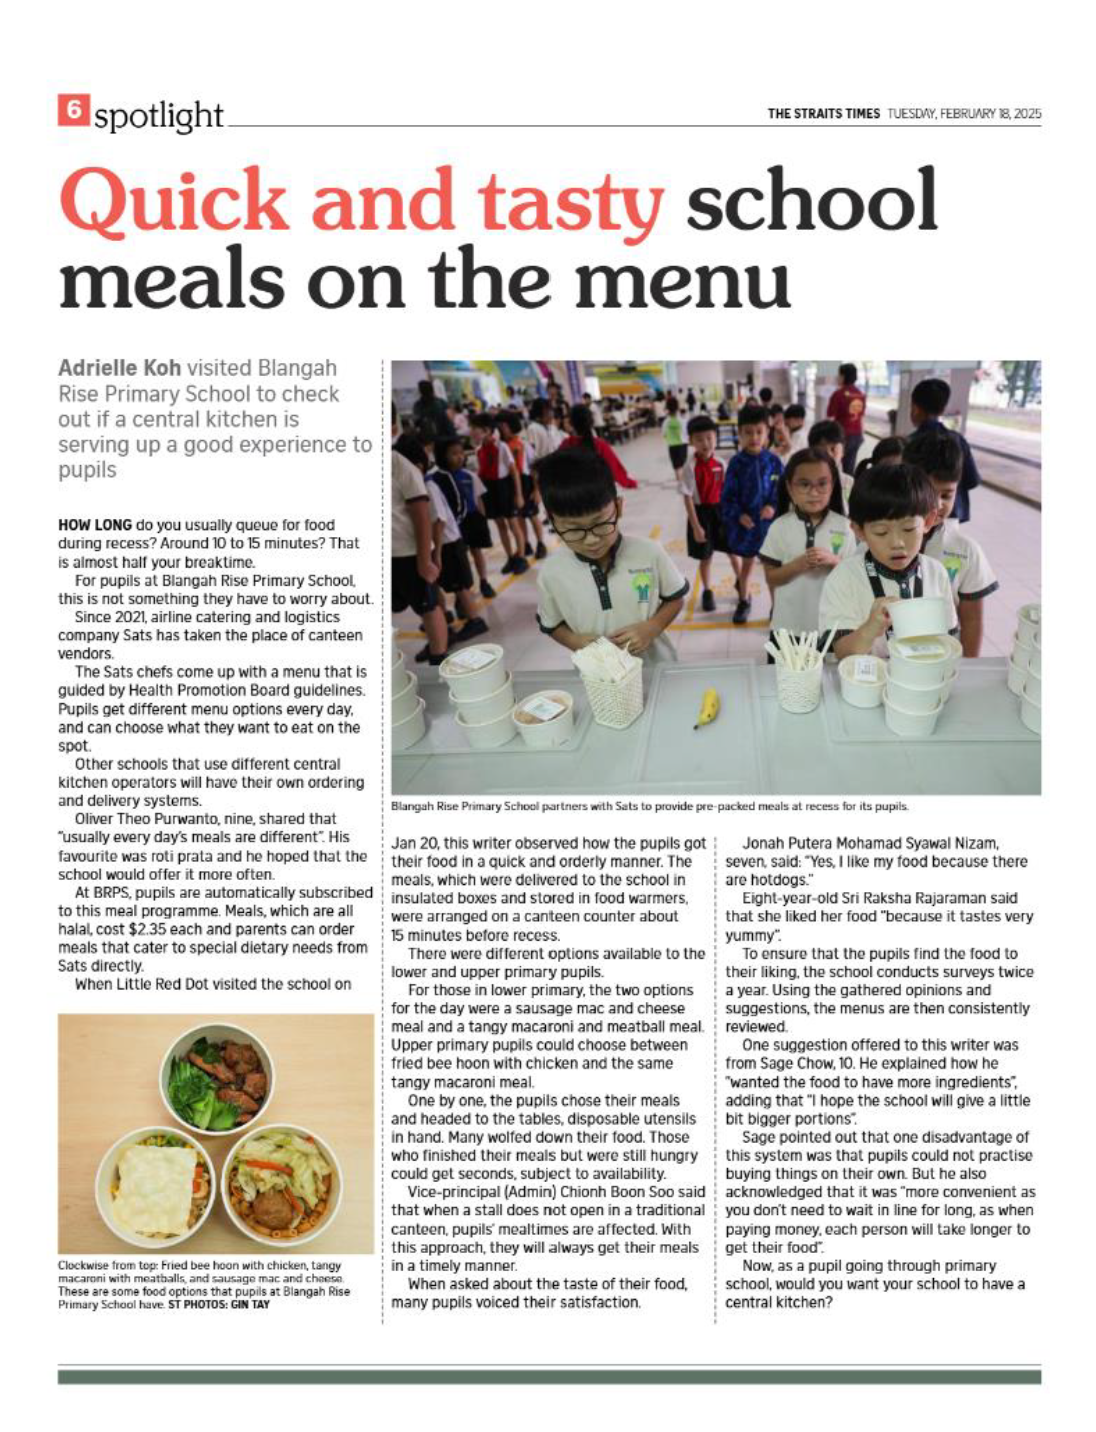 6 spotlight
THE STRAITS TIMES TUESDAY, FEBRUARY 18, 2025
Quick and tasty school
meals on the menu
Adrielle Koh visited Blangah
Rise Primary School to check
out if a central kitchen is
serving up a good experience to
pupils
HOW LONG do you usually queue for food
during recess? Around 10 to 15 minutes? That
is almost half your breaktime.
For pupils at Blangah Rise Primary School,
this is not something they have to worry about.
Since 2021, airline catering and logistics
company Sats has taken the place of canteen
vendors.
The Sats chefs come up with a menu that is
guided by Health Promotion Board guidelines.
Pupils get different menu options every day,
and can choose what they want to eat on the
spot.
Other schools that use different central
kitchen operators will have their own ordering
and delivery systems.
Oliver Theo Purwanto, nine, shared that
“usually every day’s meals are different”. His
favourite was roti prata and he hoped that the
school would offer it more often.
At BRPS, pupils are automatically subscribed
to this meal programme. Meals, which are all
halal, cost $2.35 each and parents can order
meals that cater to special dietary needs from
Sats directly.
When Little Red Dot visited the school on
Clockwise from top: Fried bee hoon with chicken, tangy
macaroni with meatballs, and sausage mac and cheese.
These are some food options that pupils at Blangah Rise
Primary School have. ST PHOTOS: GIN TAY
Blangah Rise Primary School partners with Sats to provide pre-packed meals at recess for its pupils.
Jan 20, this writer observed how the pupils got
their food in a quick and orderly manner. The
meals, which were delivered to the school in
insulated boxes and stored in food warmers,
were arranged on a canteen counter about
15 minutes before recess.
There were different options available to the
lower and upper primary pupils.
For those in lower primary, the two options
for the day were a sausage mac and cheese
meal and a tangy macaroni and meatball meal.
Upper primary pupils could choose between
fried bee hoon with chicken and the same
tangy macaroni meal.
One by one, the pupils chose their meals
and headed to the tables, disposable utensils
in hand. Many wolfed down their food. Those
who finished their meals but were still hungry
could get seconds, subject to availability.
Vice-principal (Admin) Chionh Boon Soo said
that when a stall does not open in a traditional
canteen, pupils’ mealtimes are affected. With
this approach, they will always get their meals
in a timely manner.
When asked about the taste of their food,
many pupils voiced their satisfaction.
Jonah Putera Mohamad Syawal Nizam,
seven, said: “Yes, I like my food because there
are hotdogs.”
Eight-year-old Sri Raksha Rajaraman said
that she liked her food “because it tastes very
yummy”.
To ensure that the pupils find the food to
their liking, the school conducts surveys twice
a year. Using the gathered opinions and
suggestions, the menus are then consistently
reviewed.
One suggestion offered to this writer was
from Sage Chow, 10. He explained how he
“wanted the food to have more ingredients”,
adding that “I hope the school will give a little
bit bigger portions”.
Sage pointed out that one disadvantage of
this system was that pupils could not practise
buying things on their own. But he also
acknowledged that it was “more convenient as
you don’t need to wait in line for long, as when
paying money, each person will take longer to
get their food”.
Now, as a pupil going through primary
school, would you want your school to have a
central kitchen?